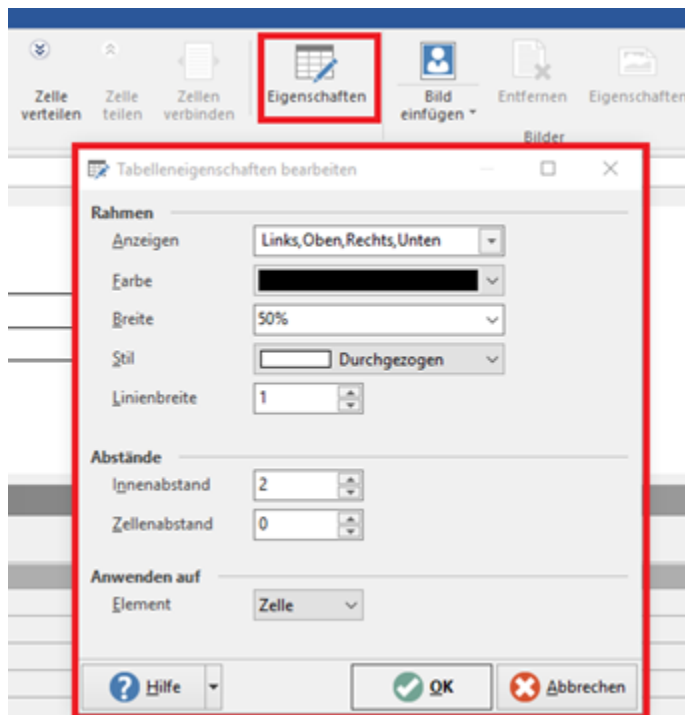 Zelle verteilen
Zelle teilen
Zellen verbinden
Eigenschaften
Bild einfügen
Entfernen
Eigenschaften
Bilder
Tabelleneigenschaften bearbeiten
Rahmen
Anzeigen Links,Oben,Rechts,Unten
Farbe
Breite 50%
Stil Durchgezogen
Linienbreite 1
Abstände
Innenabstand 2
Zellenabstand 0
Anwenden auf
Element Zelle
Hilfe OK Abbrechen